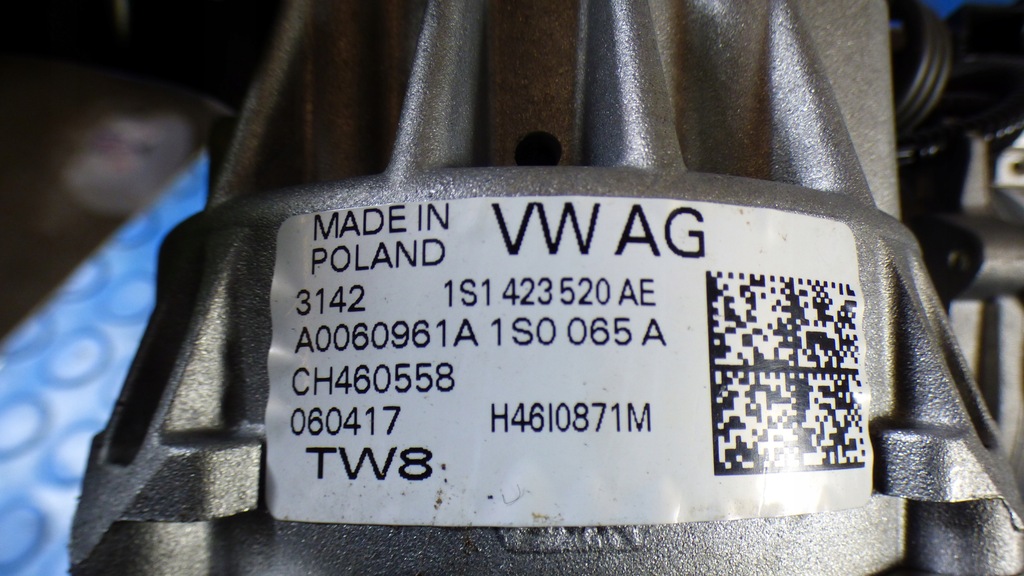 MADE IN VW AG
POLAND
3142 1S1 423 520 AE
A0060961A 1S0 065 A
CH460558
060417 H46I0871M
TW8